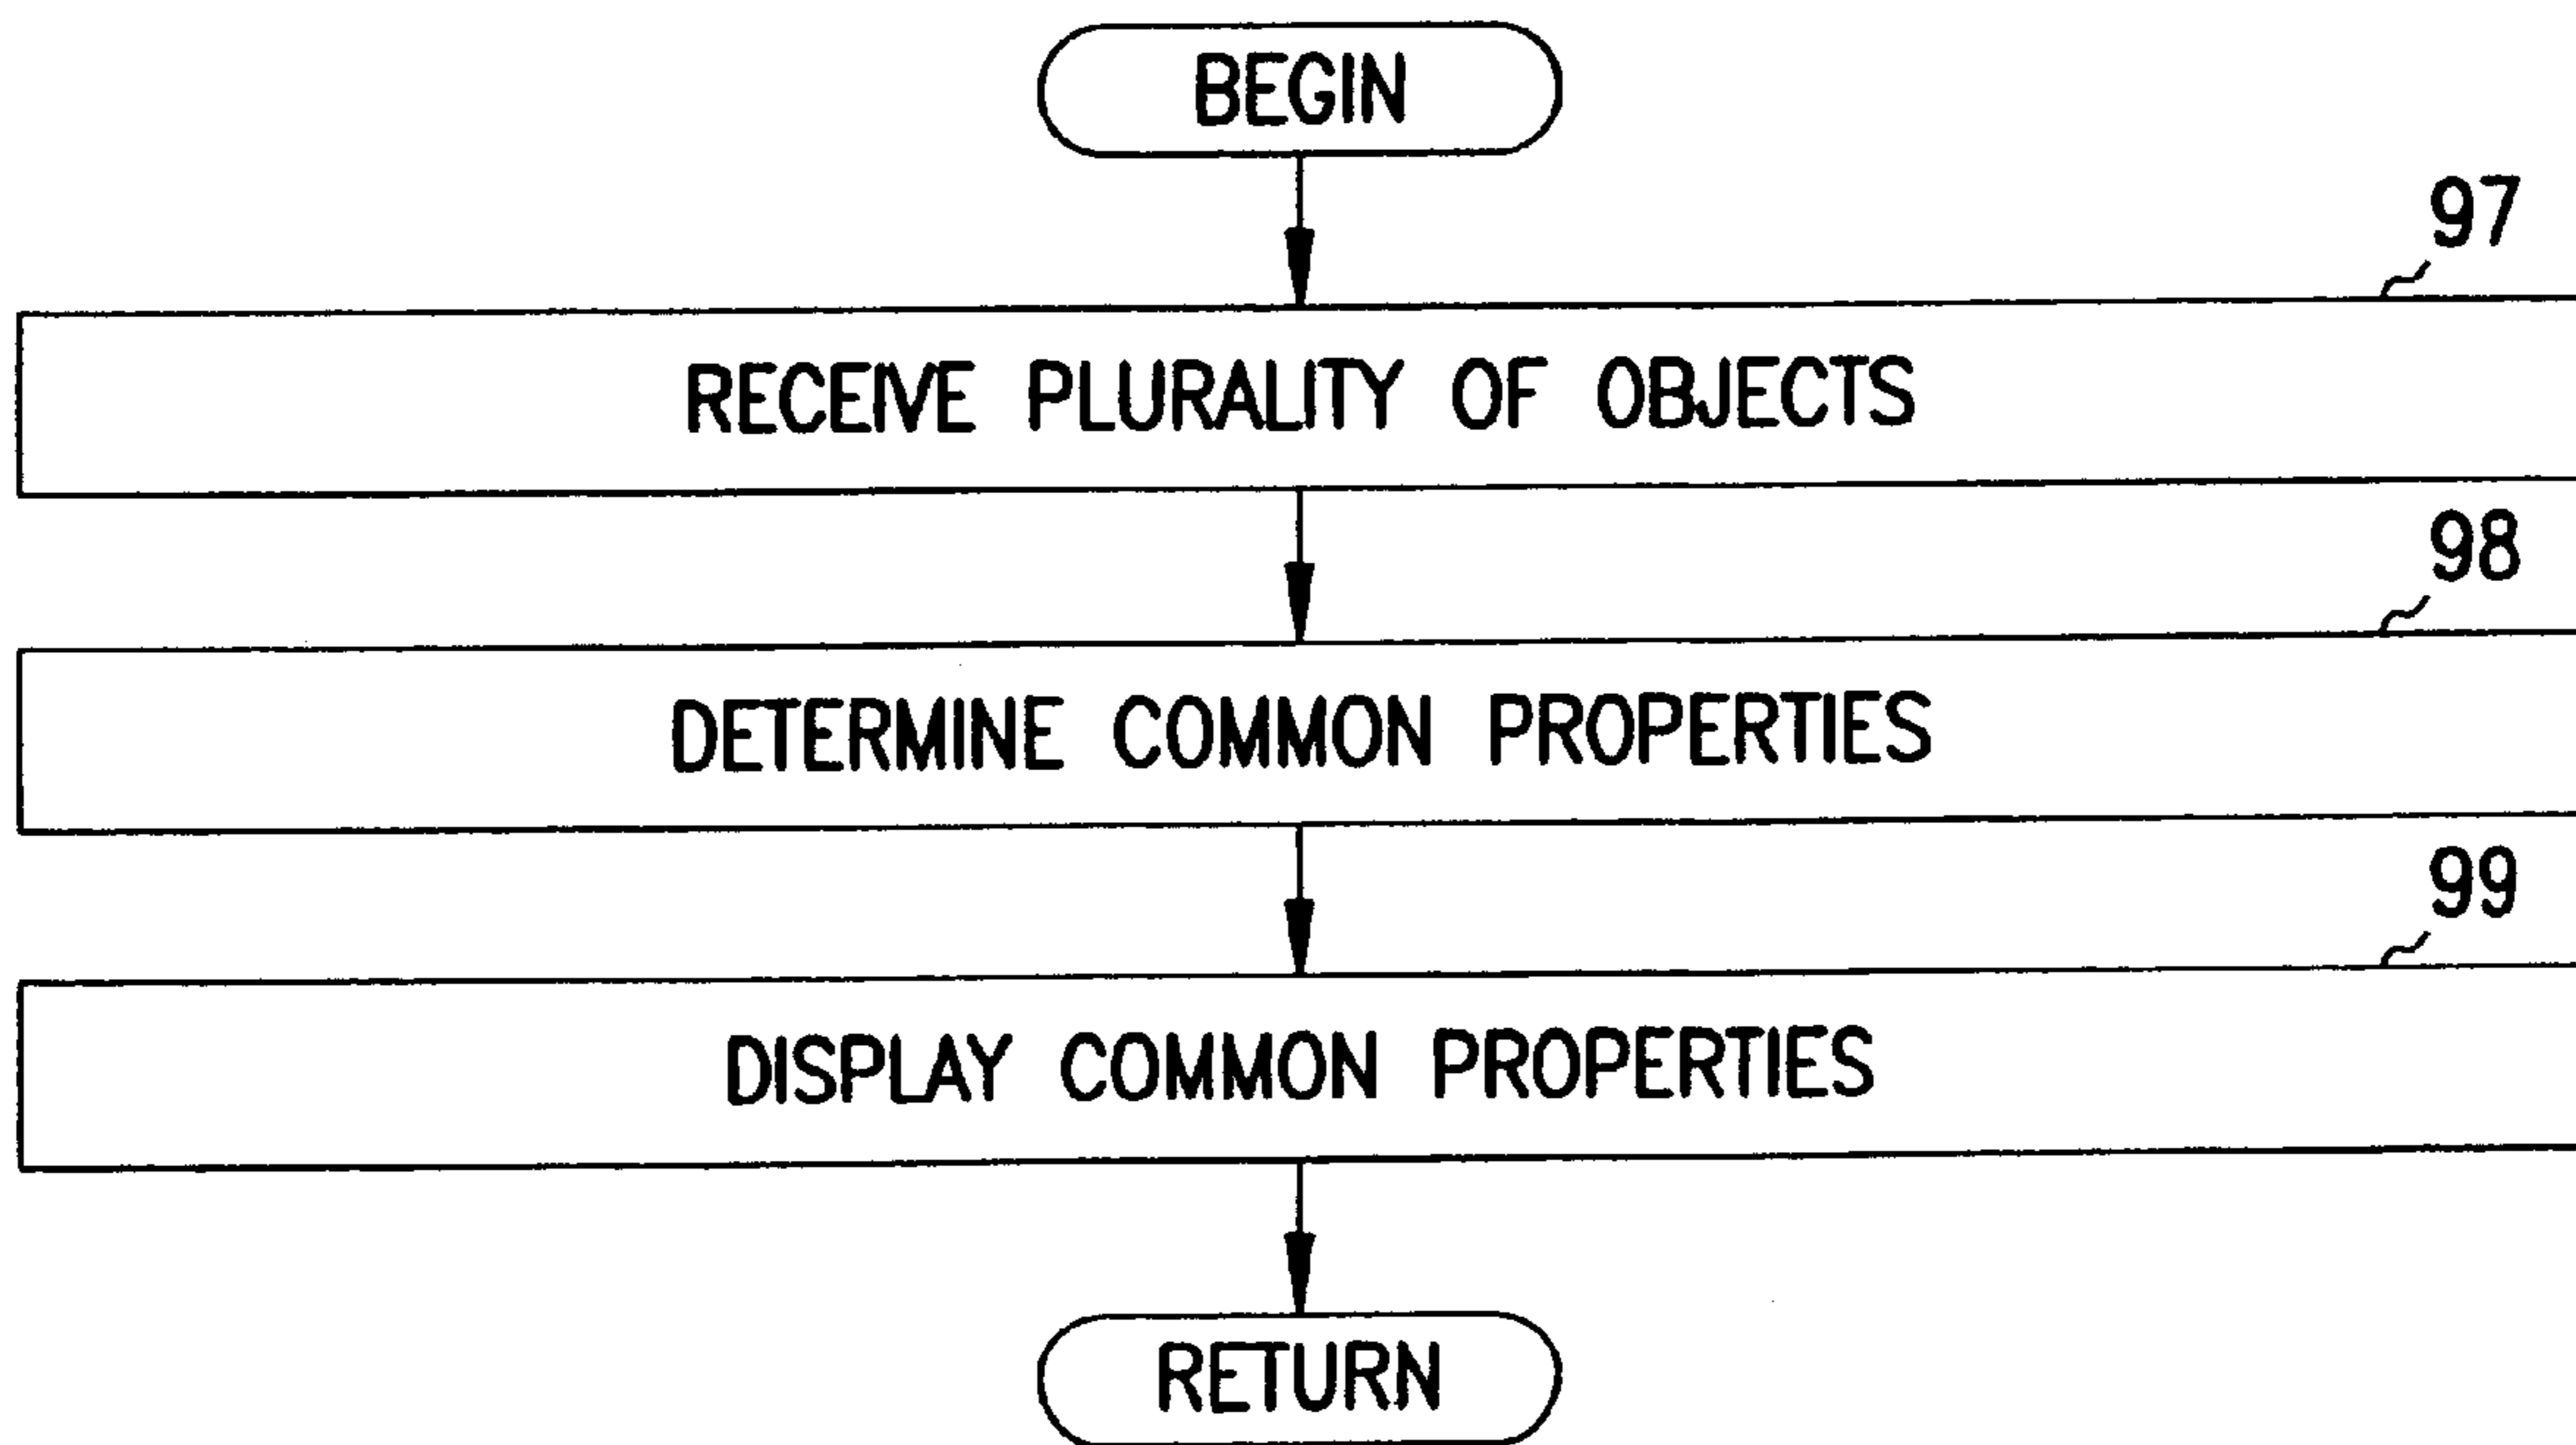 BEGIN
97
RECEIVE PLURALITY OF OBJECTS
98
DETERMINE COMMON PROPERTIES
99
DISPLAY COMMON PROPERTIES
RETURN